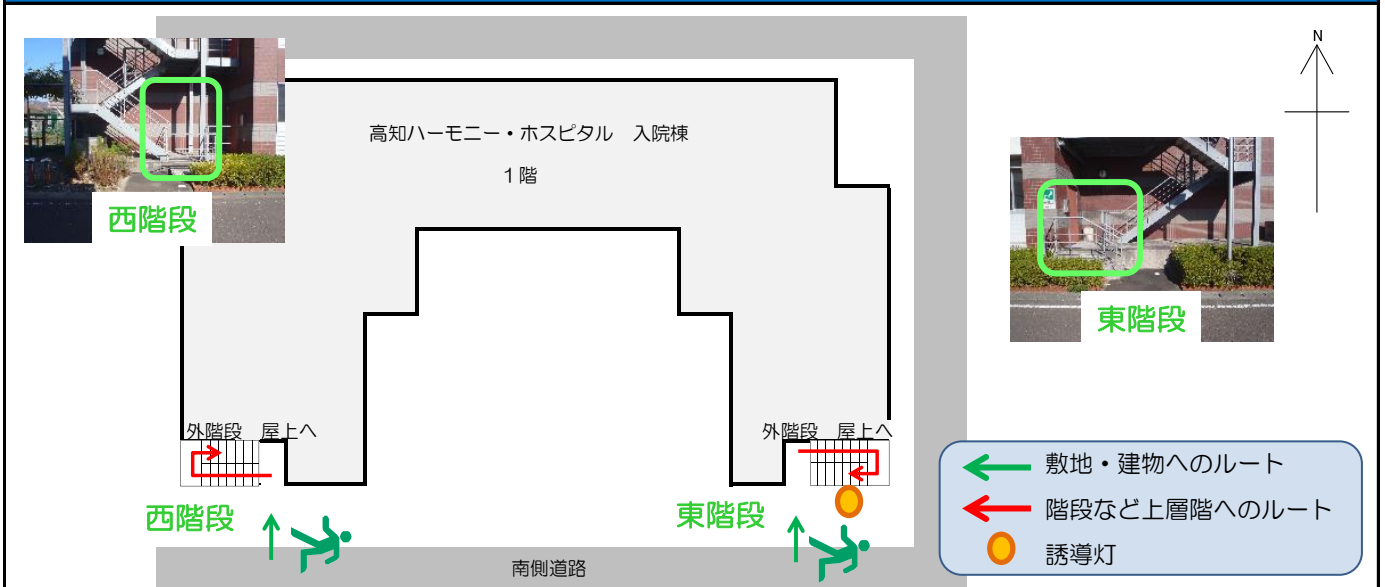 N
高知ハーモニー・ホスピタル　入院棟
１階
西階段
東階段
外階段　屋上へ
外階段　屋上へ
西階段
東階段
南側道路
敷地・建物へのルート
階段など上層階へのルート
誘導灯